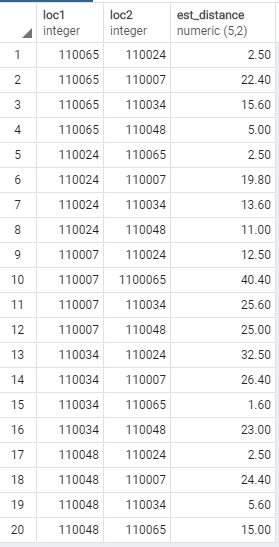 loc1 loc2 est_distance
integer integer numeric (5,2)
1 110065 110024 2.50
2 110065 110007 22.40
3 110065 110034 15.60
4 110065 110048 5.00
5 110024 110065 2.50
6 110024 110007 19.80
7 110024 110034 13.60
8 110024 110048 11.00
9 110007 110024 12.50
10 110007 1100065 40.40
11 110007 110034 25.60
12 110007 110048 25.00
13 110034 110024 32.50
14 110034 110007 26.40
15 110034 110065 1.60
16 110034 110048 23.00
17 110048 110024 2.50
18 110048 110007 24.40
19 110048 110034 5.60
20 110048 110065 15.00